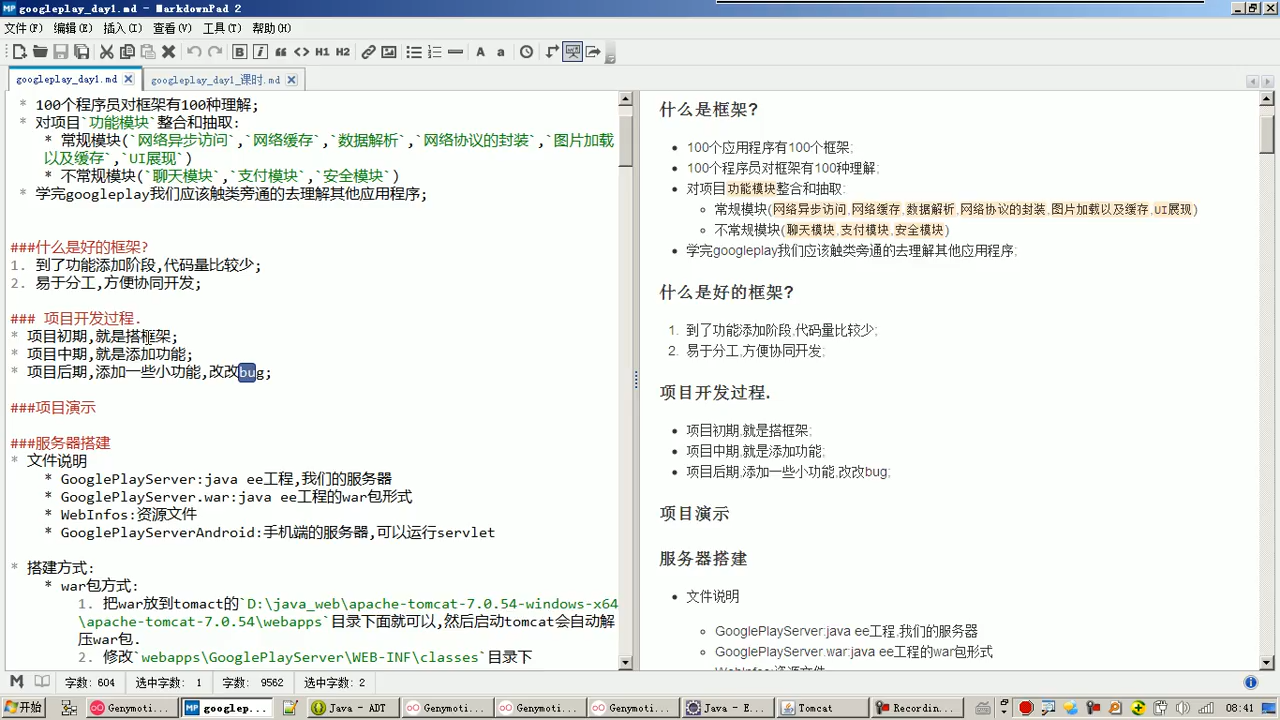 googleplay_day1.md - MarkdownPad 2
文件(F) 编辑(E) 插入(I) 查看(V) 工具(T) 帮助(H)
B I H1 H2 A a
googleplay_day1.md googleplay_day1_课时.md
* 100个程序员对框架有100种理解;
* 对项目`功能模块`整合和抽取:
* 常规模块(`网络异步访问`,`网络缓存`,`数据解析`,`网络协议的封装`,`图片加载
以及缓存`,`UI展现`)
* 不常规模块(`聊天模块`,`支付模块`,`安全模块`)
* 学完googleplay我们应该触类旁通的去理解其他应用程序;
###什么是好的框架?
1. 到了功能添加阶段,代码量比较少;
2. 易于分工,方便协同开发;
### 项目开发过程.
* 项目初期,就是搭框架;
* 项目中期,就是添加功能;
* 项目后期,添加一些小功能,改改bug;
###项目演示
###服务器搭建
* 文件说明
* GooglePlayServer:java ee工程,我们的服务器
* GooglePlayServer.war:java ee工程的war包形式
* WebInfos:资源文件
* GooglePlayServerAndroid:手机端的服务器,可以运行servlet
* 搭建方式:
* war包方式:
1. 把war放到tomact的`D:\java_web\apache-tomcat-7.0.54-windows-x64
\apache-tomcat-7.0.54\webapps`目录下面就可以,然后启动tomcat会自动解
压war包.
2. 修改`webapps\GooglePlayServer\WEB-INF\classes`目录下
什么是框架?
• 100个应用程序有100个框架;
• 100个程序员对框架有100种理解;
• 对项目功能模块整合和抽取:
常规模块(网络异步访问,网络缓存,数据解析,网络协议的封装,图片加载以及缓存,UI展现)
不常规模块(聊天模块,支付模块,安全模块)
• 学完googleplay我们应该触类旁通的去理解其他应用程序;
什么是好的框架?
1. 到了功能添加阶段,代码量比较少;
2. 易于分工,方便协同开发;
项目开发过程.
• 项目初期,就是搭框架;
• 项目中期,就是添加功能;
• 项目后期,添加一些小功能,改改bug;
项目演示
服务器搭建
• 文件说明
GooglePlayServer:java ee工程,我们的服务器
GooglePlayServer.war:java ee工程的war包形式
WebInfos:资源文件
字数: 604 选中字数: 1 字数: 9562 选中字数: 2
开始 Genymoti... googlep... Java - ADT Genymoti... Genymoti... Genymoti... Java - E... Tomcat Recordin... 08:41